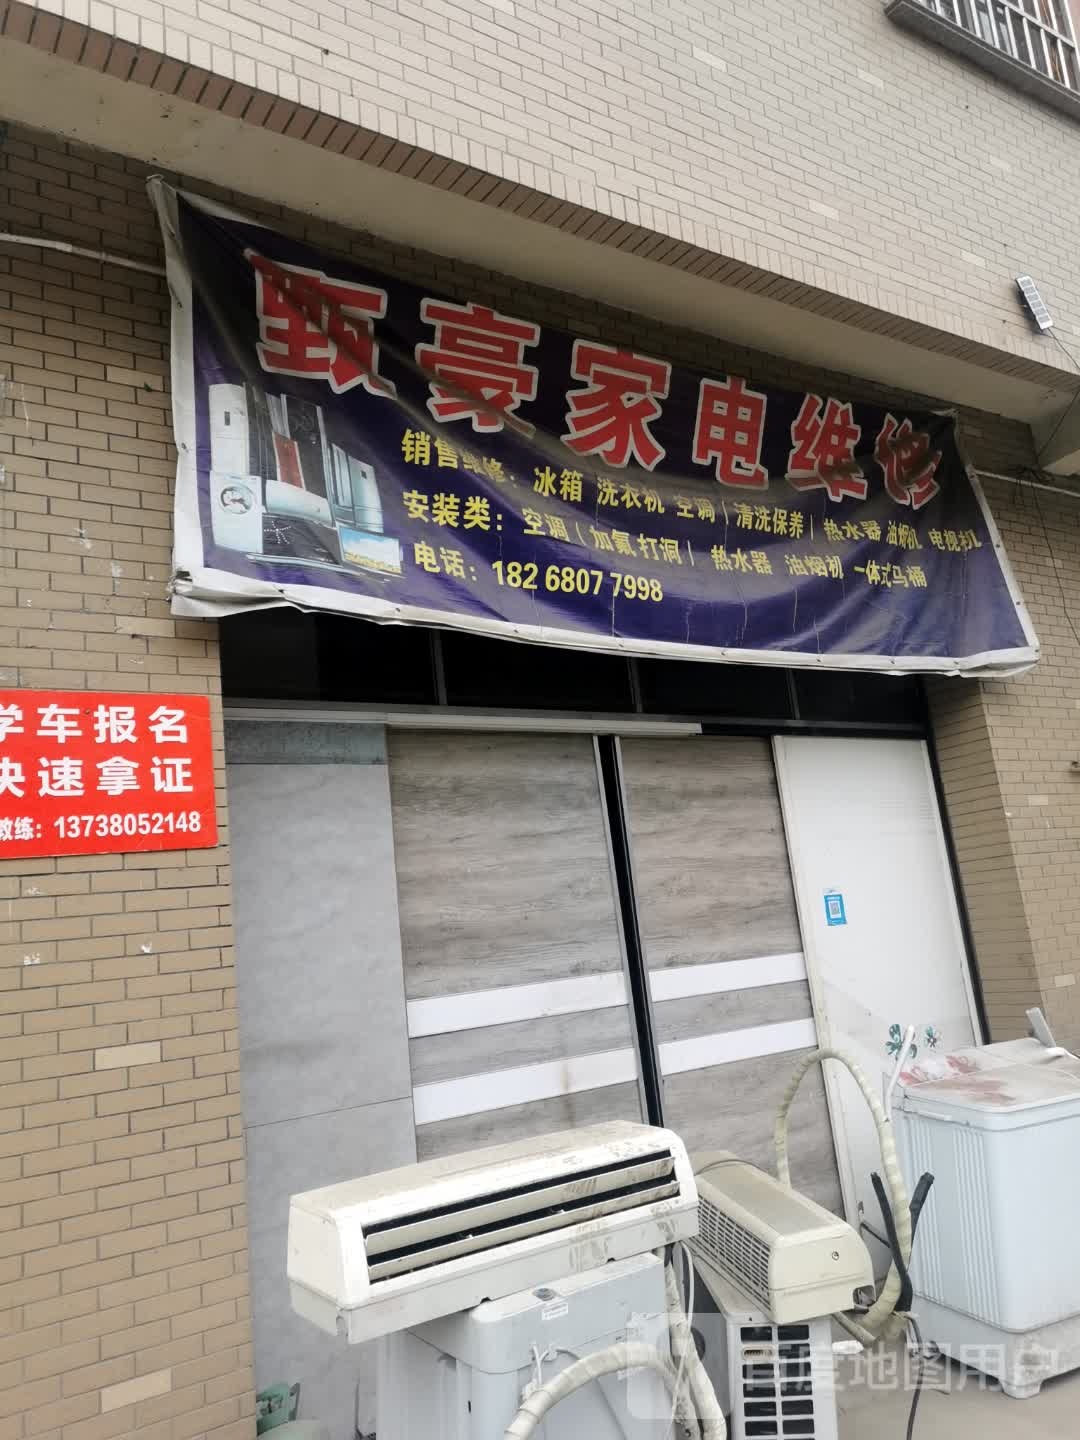 甄豪家电维修
销售维修：冰箱 洗衣机 空调（清洗保养） 热水器 油烟机 电视机
安装类：空调（加氟打洞） 热水器 油烟机 一体式马桶
电话：182 6807 7998
学车报名
快速拿证
教练：13738052148
百度地图用户